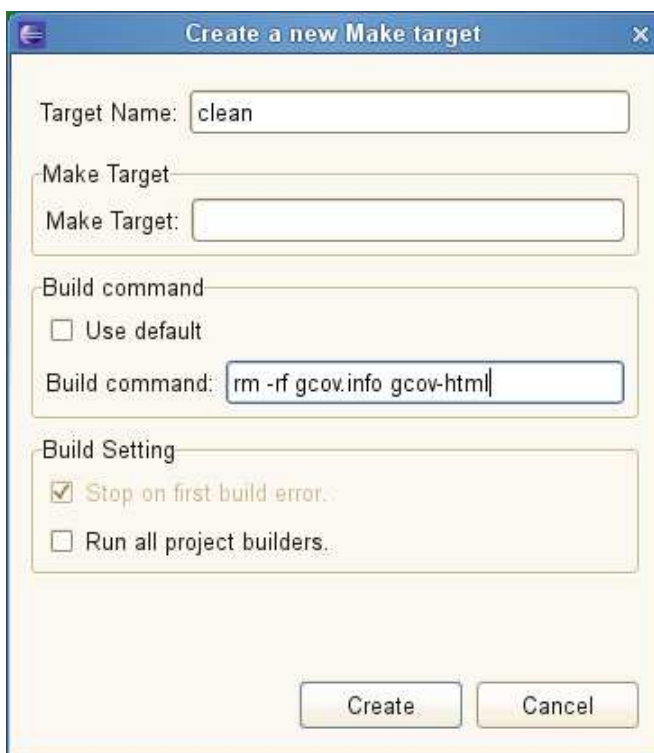 Create a new Make target
Target Name: clean
Make Target
Make Target:
Build command
Use default
Build command: rm -rf gcov.info gcov-html
Build Setting
Stop on first build error.
Run all project builders.
Create Cancel